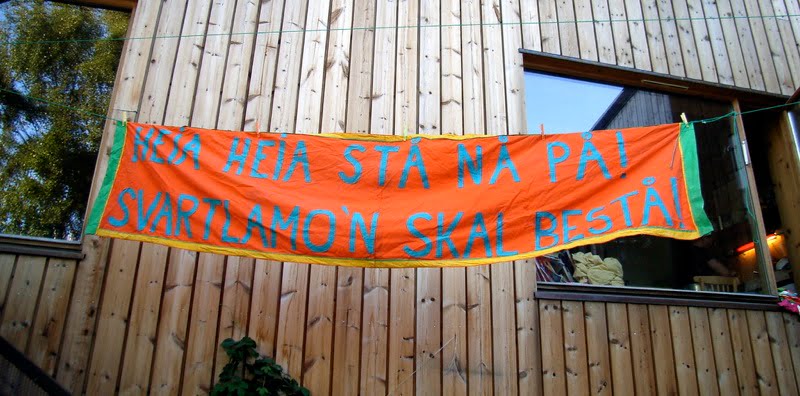 HEIA HEIA STÅ NÅ PÅ!
SVARTLAMO'N SKAL BESTÅ!